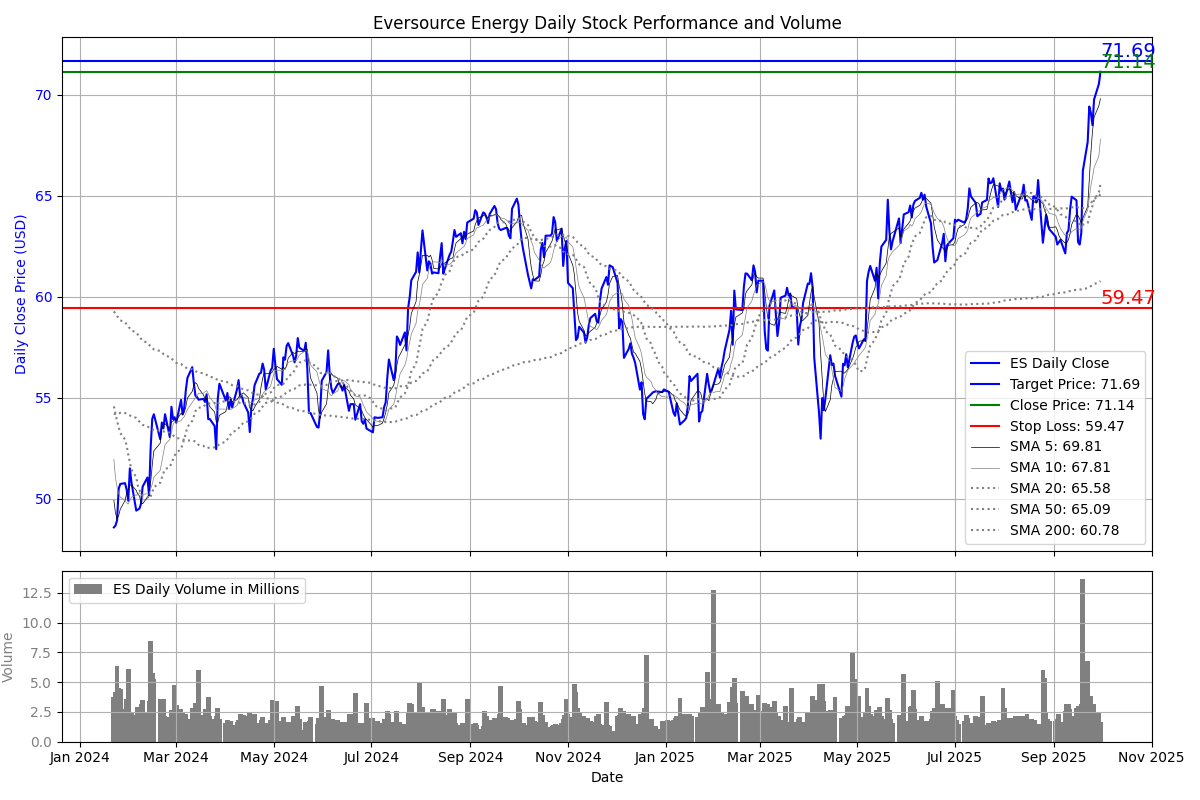 Eversource Energy Daily Stock Performance and Volume
71.69
71.14
70
65
60
55
50
Daily Close Price (USD)
59.47
ES Daily Close
Target Price: 71.69
Close Price: 71.14
Stop Loss: 59.47
SMA 5: 69.81
SMA 10: 67.81
SMA 20: 65.58
SMA 50: 65.09
SMA 200: 60.78
ES Daily Volume in Millions
12.5
10.0
7.5
5.0
2.5
0.0
Volume
Jan 2024 Mar 2024 May 2024 Jul 2024 Sep 2024 Nov 2024 Jan 2025 Mar 2025 May 2025 Jul 2025 Sep 2025 Nov 2025
Date